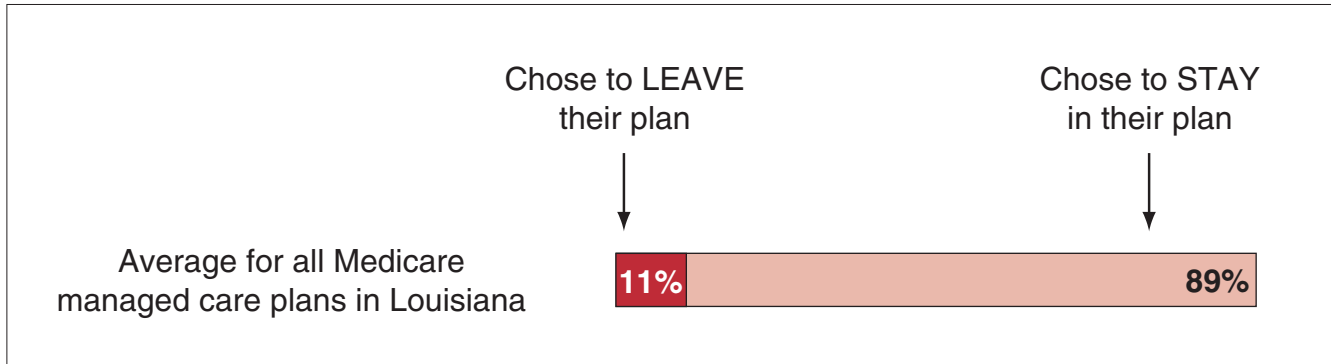 Chose to LEAVE
their plan
Chose to STAY
in their plan
Average for all Medicare
managed care plans in Louisiana
11%
89%